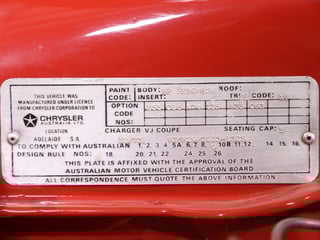 THIS VEHICLE WAS
MANUFACTURED UNDER LICENCE
FROM CHRYSLER CORPORATION TO
CHRYSLER
AUSTRALIA LTD.
LOCATION
ADELAIDE S.A.
PAINT CODE: BODY: INSERT: ROOF: TRIM CODE:
OPTION CODE NOS:
CHARGER VJ COUPE SEATING CAP. 5
TO COMPLY WITH AUSTRALIAN 1, 2, 3, 4, 5A, 6, 7, 8, 10B, 11, 12, 14, 15, 16,
DESIGN RULE NOS: 18, 20, 21, 22, 24, 25, 26
THIS PLATE IS AFFIXED WITH THE APPROVAL OF THE
AUSTRALIAN MOTOR VEHICLE CERTIFICATION BOARD
ALL CORRESPONDENCE MUST QUOTE THE ABOVE INFORMATION